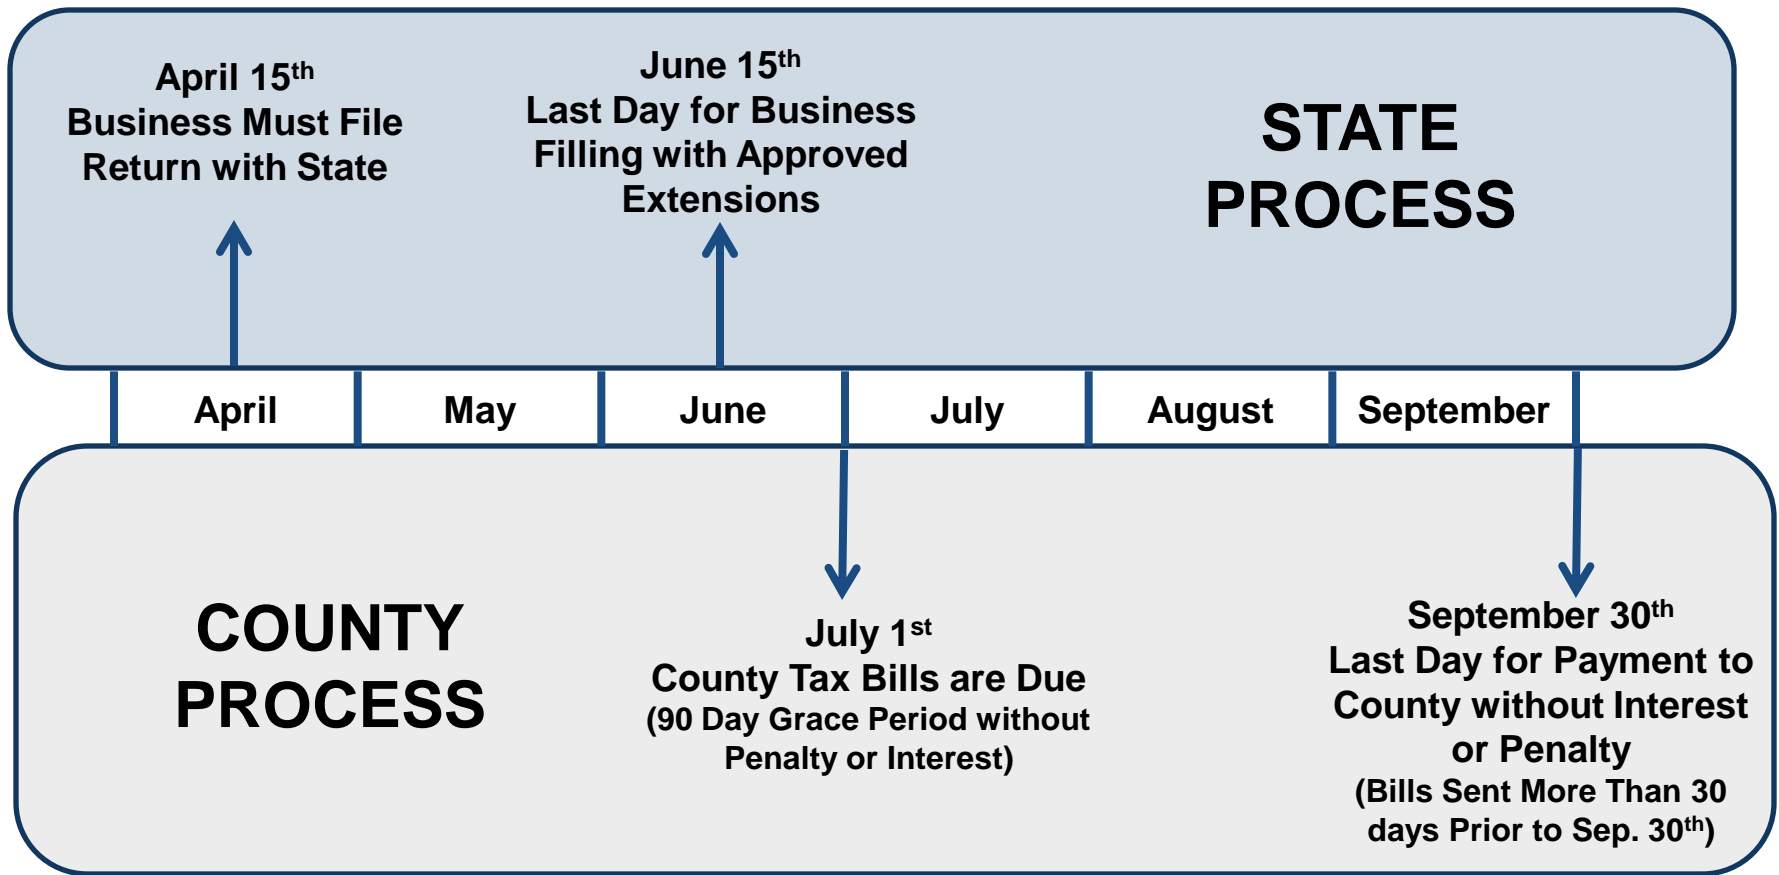 April 15th
Business Must File
Return with State
June 15th
Last Day for Business
Filling with Approved
Extensions
STATE
PROCESS
April
May
June
July
August
September
COUNTY
PROCESS
July 1st
County Tax Bills are Due
(90 Day Grace Period without
Penalty or Interest)
September 30th
Last Day for Payment to
County without Interest
or Penalty
(Bills Sent More Than 30
days Prior to Sep. 30th)